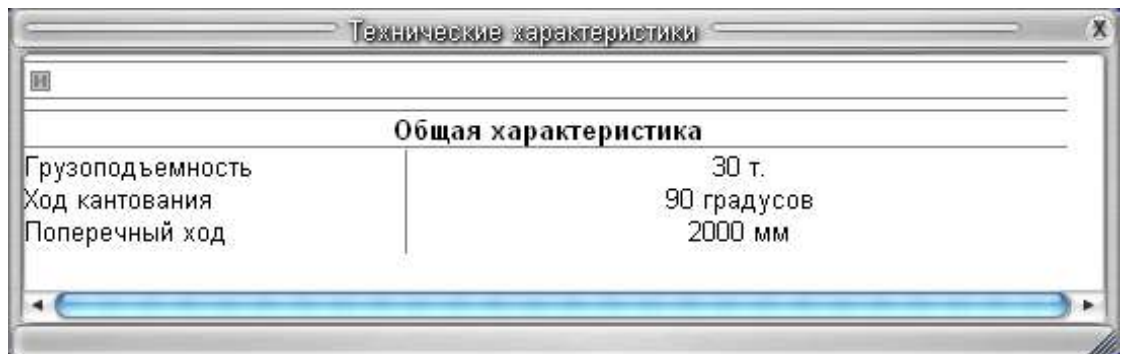 Технические характеристики
X
Общая характеристика
Грузоподъемность 30 т.
Ход кантования 90 градусов
Поперечный ход 2000 мм